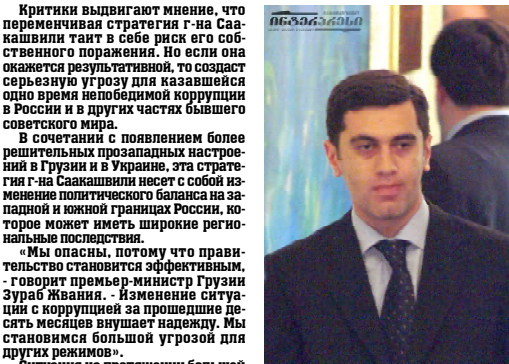 Критики выдвигают мнение, что
переменчивая стратегия г-на Саа-
кашвили таит в себе риск его соб-
ственного поражения. Но если она
окажется результативной, то создаст
серьезную угрозу для казавшейся
одно время непобедимой коррупции
в России и в других частях бывшего
советского мира.
В сочетании с появлением более
решительных прозападных настрое-
ний в Грузии и в Украине, эта страте-
гия г-на Саакашвили несет с собой из-
менение политического баланса на за-
падной и южной границах России, ко-
торое может иметь широкие регио-
нальные последствия.
«Мы опасны, потому что прави-
тельство становится эффективным,
- говорит премьер-министр Грузии
Зураб Жвания. - Изменение ситуа-
ции с коррупцией за прошедшие де-
сять месяцев внушает надежду. Мы
становимся большой угрозой для
других режимов».